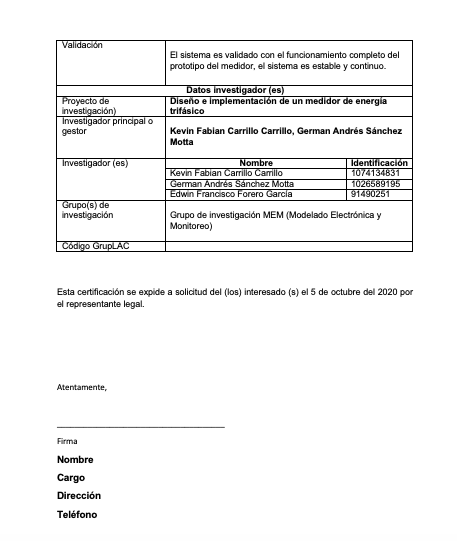 Validación
El sistema es validado con el funcionamiento completo del
prototipo del medidor, el sistema es estable y continuo.
Datos investigador (es)
Proyecto de
investigación)
Diseño e implementación de un medidor de energía
trifásico
Investigador principal o
gestor
Kevin Fabian Carrillo Carrillo, German Andrés Sánchez
Motta
Investigador (es)
Nombre Identificación
Kevin Fabian Carrillo Carrillo 1074134831
German Andrés Sánchez Motta 1026589195
Edwin Francisco Forero García 91490251
Grupo(s) de
investigación
Grupo de investigación MEM (Modelado Electrónica y
Monitoreo)
Código GrupLAC
Esta certificación se expide a solicitud del (los) interesado (s) el 5 de octubre del 2020 por
el representante legal.
Atentamente,
Firma
Nombre
Cargo
Dirección
Teléfono